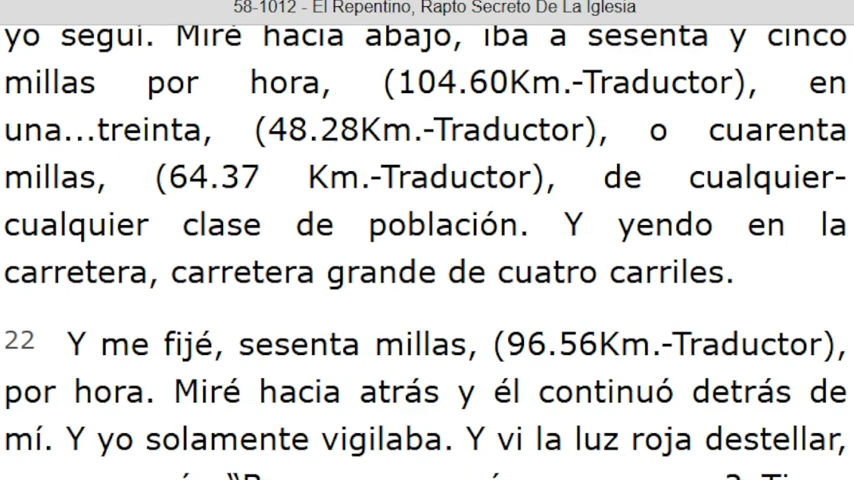 58-1012 - El Repentino, Rapto Secreto De La Iglesia
yo seguí. Miré hacia abajo, iba a sesenta y cinco
millas por hora, (104.60Km.-Traductor), en
una...treinta, (48.28Km.-Traductor), o cuarenta
millas, (64.37 Km.-Traductor), de cualquier-
cualquier clase de población. Y yendo en la
carretera, carretera grande de cuatro carriles.
22 Y me fijé, sesenta millas, (96.56Km.-Traductor),
por hora. Miré hacia atrás y él continuó detrás de
mí. Y yo solamente vigilaba. Y vi la luz roja destellar,